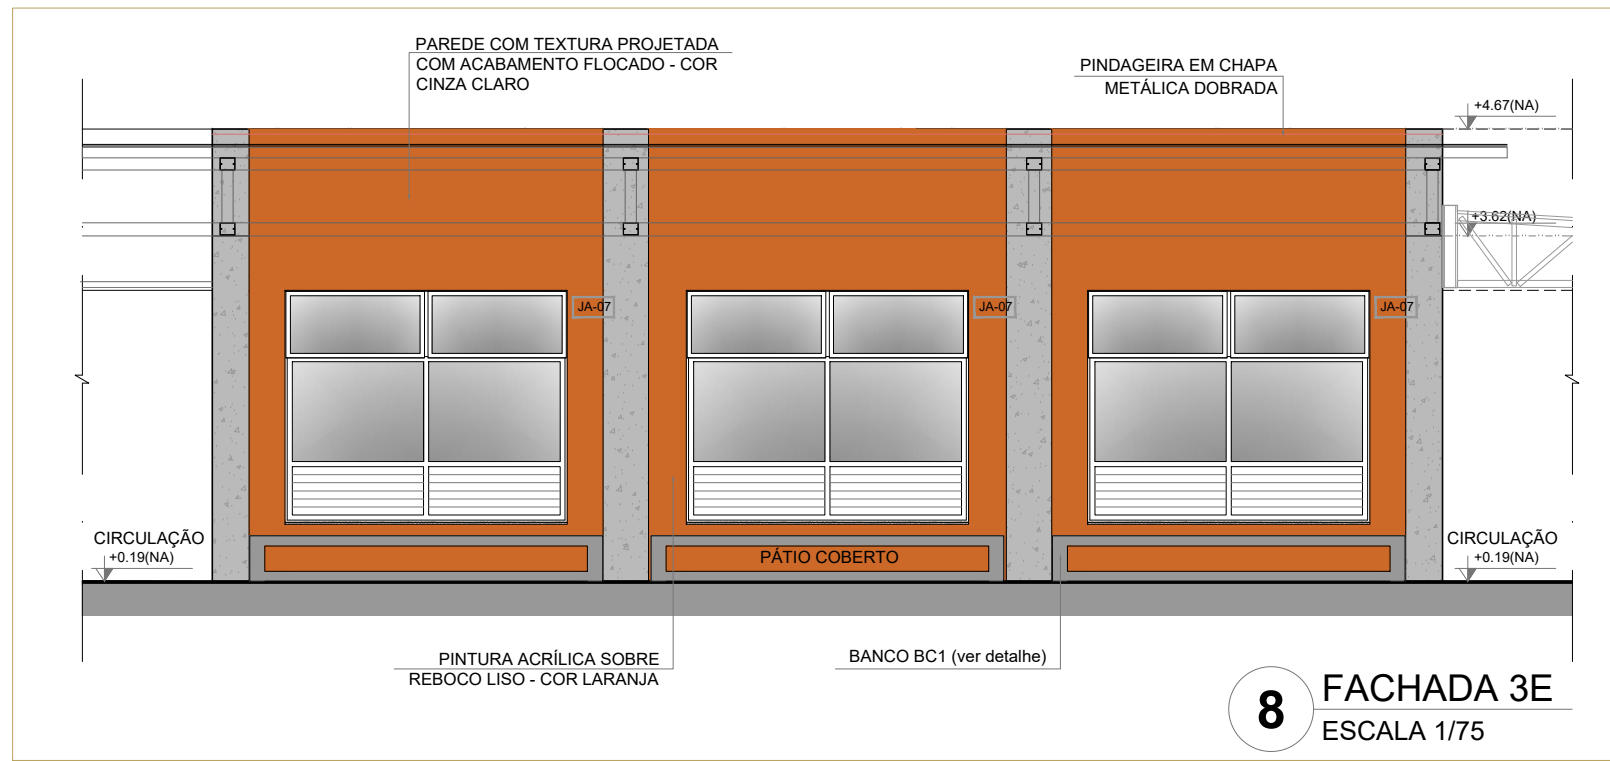 PAREDE COM TEXTURA PROJETADA
COM ACABAMENTO FLOCADO - COR
CINZA CLARO
PINDAGEIRA EM CHAPA
METÁLICA DOBRADA
+4.67(NA)
+3.62(NA)
JA-07
JA-07
JA-07
CIRCULAÇÃO
+0.19(NA)
PÁTIO COBERTO
CIRCULAÇÃO
+0.19(NA)
PINTURA ACRÍLICA SOBRE
REBOCO LISO - COR LARANJA
BANCO BC1 (ver detalhe)
8
FACHADA 3E
ESCALA 1/75